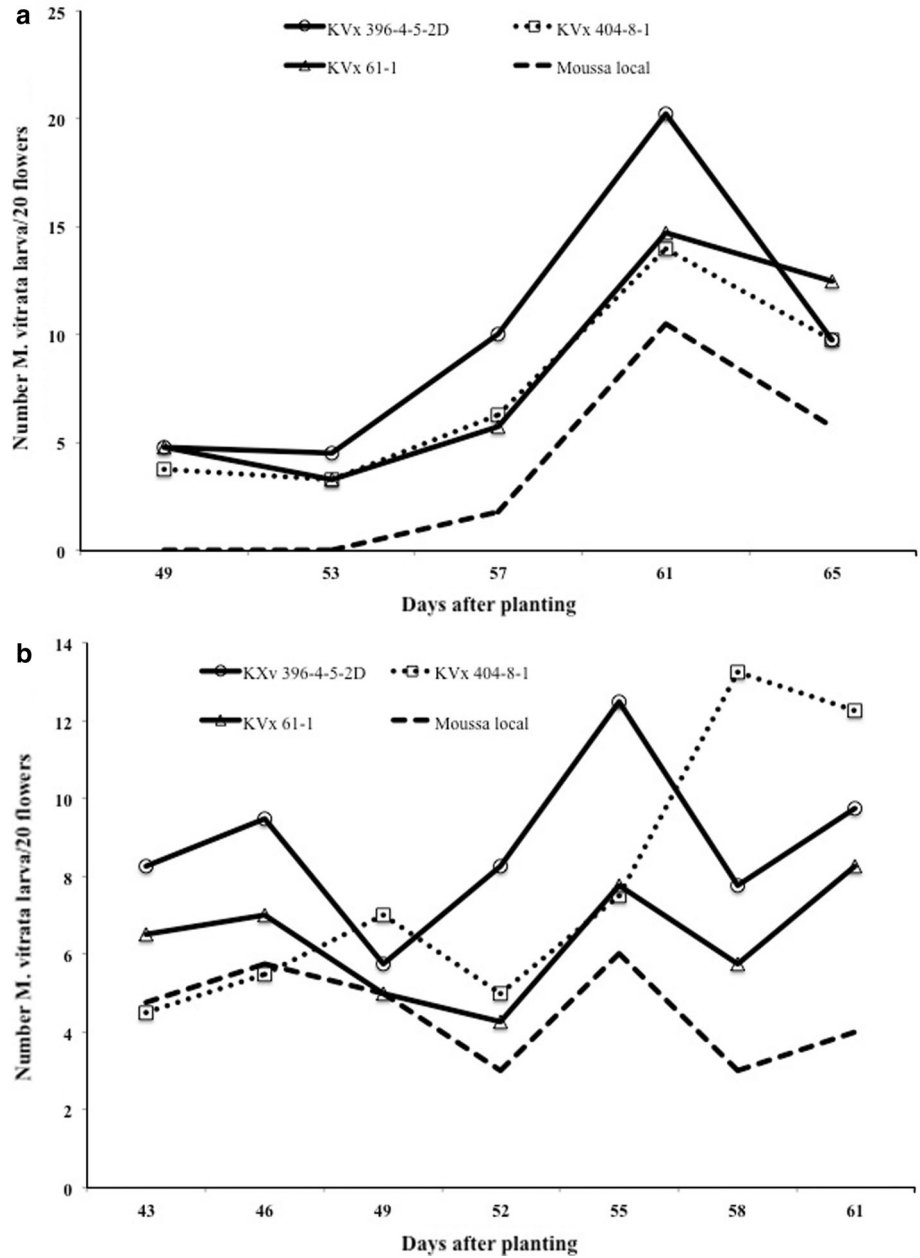 a
25
20
15
10
5
0
Number M. vitrata larva/20 flowers
KVx 396-4-5-2D
KVx 404-8-1
KVx 61-1
Moussa local
49 53 57 61 65
Days after planting
b
14
12
10
8
6
4
2
0
Number M. vitrata larva/20 flowers
KXv 396-4-5-2D
KVx 404-8-1
KVx 61-1
Moussa local
43 46 49 52 55 58 61
Days after planting